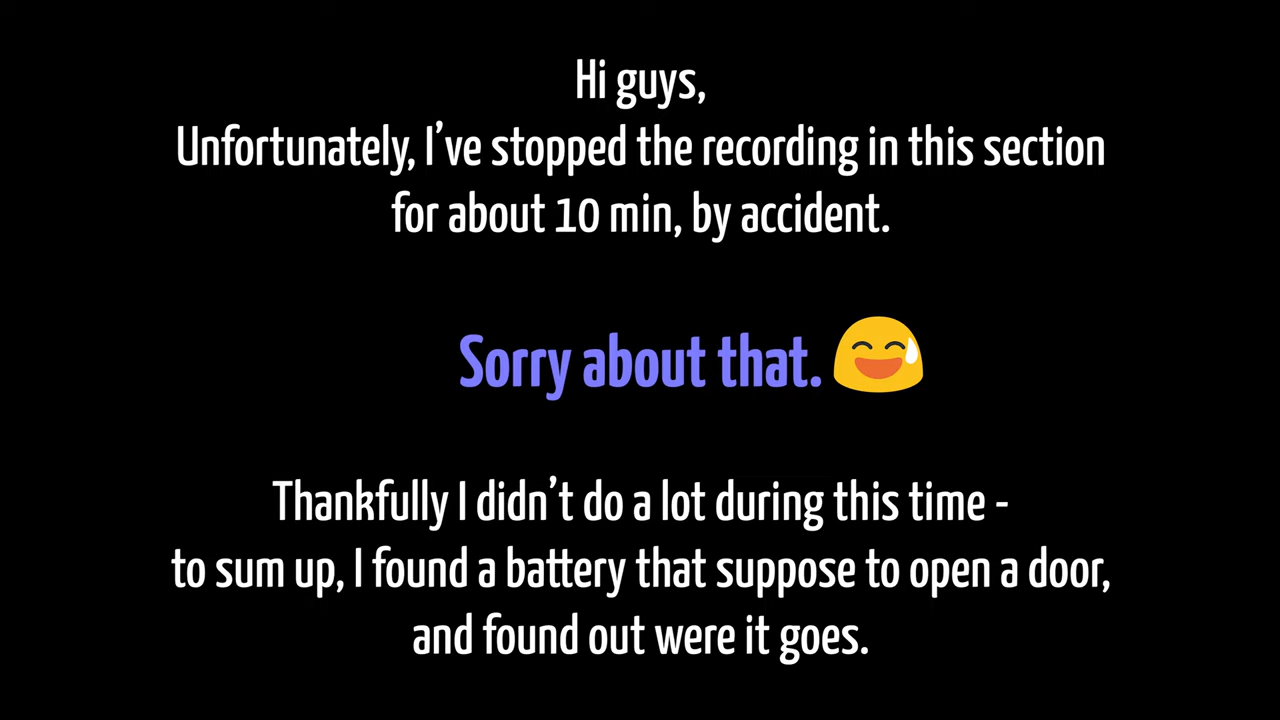 Hi guys,
Unfortunately, I’ve stopped the recording in this section
for about 10 min, by accident.
Sorry about that. 😅
Thankfully I didn’t do a lot during this time -
to sum up, I found a battery that suppose to open a door,
and found out were it goes.